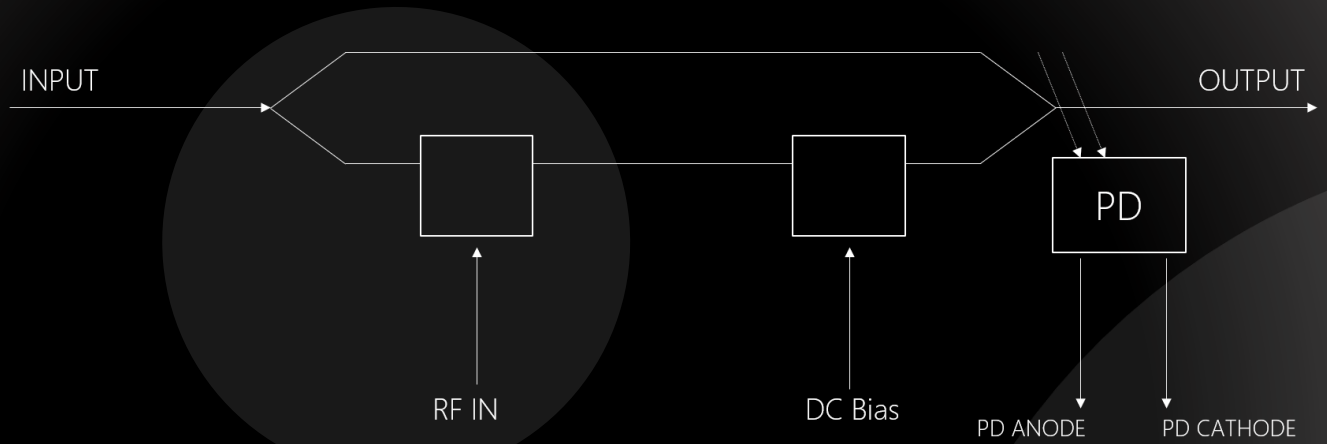 INPUT
OUTPUT
PD
RF IN
DC Bias
PD ANODE
PD CATHODE